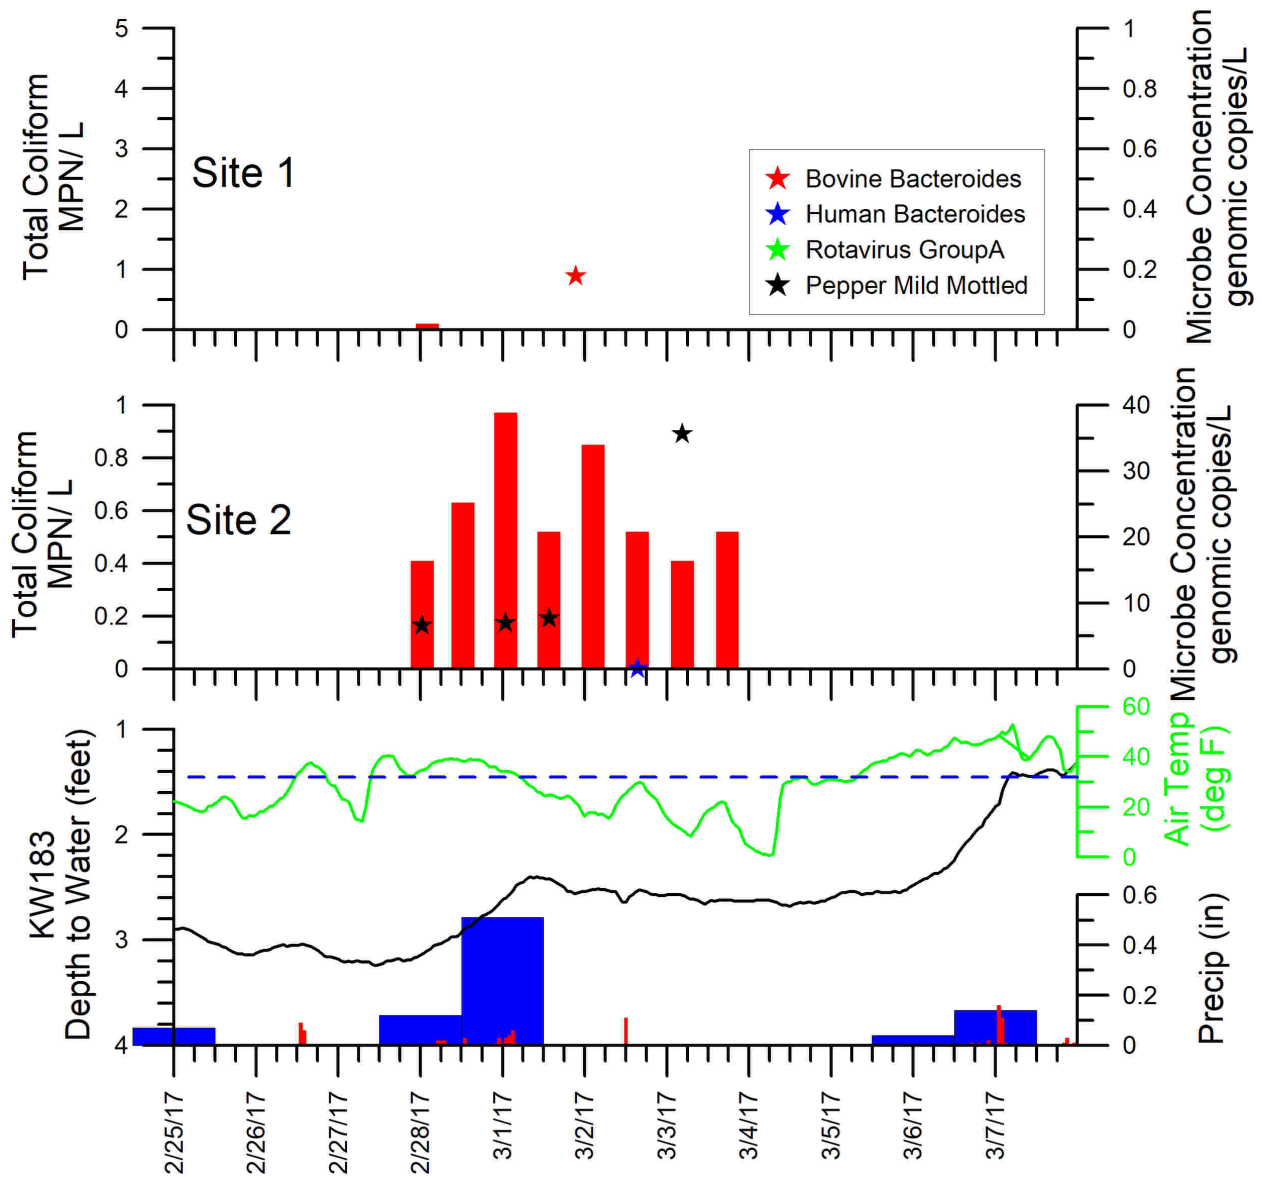 5
4
3
2
1
0
Total Coliform
MPN/ L
Site 1
Bovine Bacteroides
Human Bacteroides
Rotavirus GroupA
Pepper Mild Mottled
1
0.8
0.6
0.4
0.2
0
Microbe Concentration
genomic copies/L
1
0.8
0.6
0.4
0.2
0
Total Coliform
MPN/ L
Site 2
40
30
20
10
0
Microbe Concentration
genomic copies/L
1
2
3
4
KW183
Depth to Water (feet)
60
40
20
0
Air Temp
(deg F)
0.6
0.4
0.2
0
Precip (in)
2/25/17
2/26/17
2/27/17
2/28/17
3/1/17
3/2/17
3/3/17
3/4/17
3/5/17
3/6/17
3/7/17